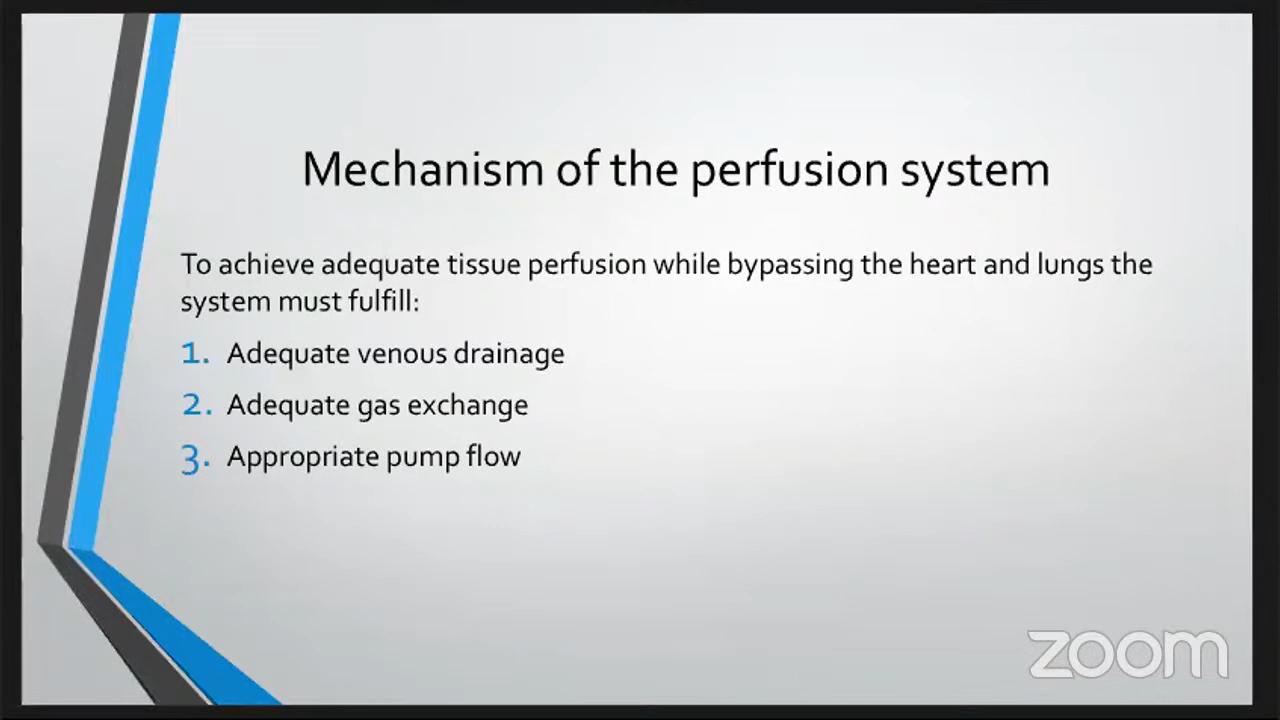 Mechanism of the perfusion system
To achieve adequate tissue perfusion while bypassing the heart and lungs the
system must fulfill:
1. Adequate venous drainage
2. Adequate gas exchange
3. Appropriate pump flow
zoom